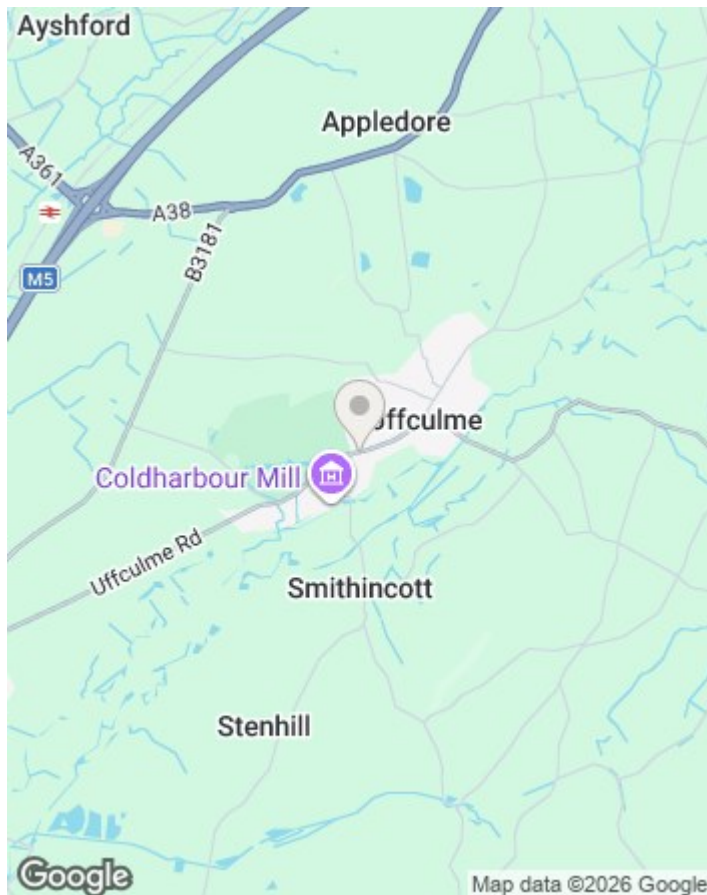 Ayshford
Appledore
A361
A38
B3181
M5
Uffculme
Coldharbour Mill
Uffculme Rd
Smithincott
Stenhill
Google
Map data ©2026 Google